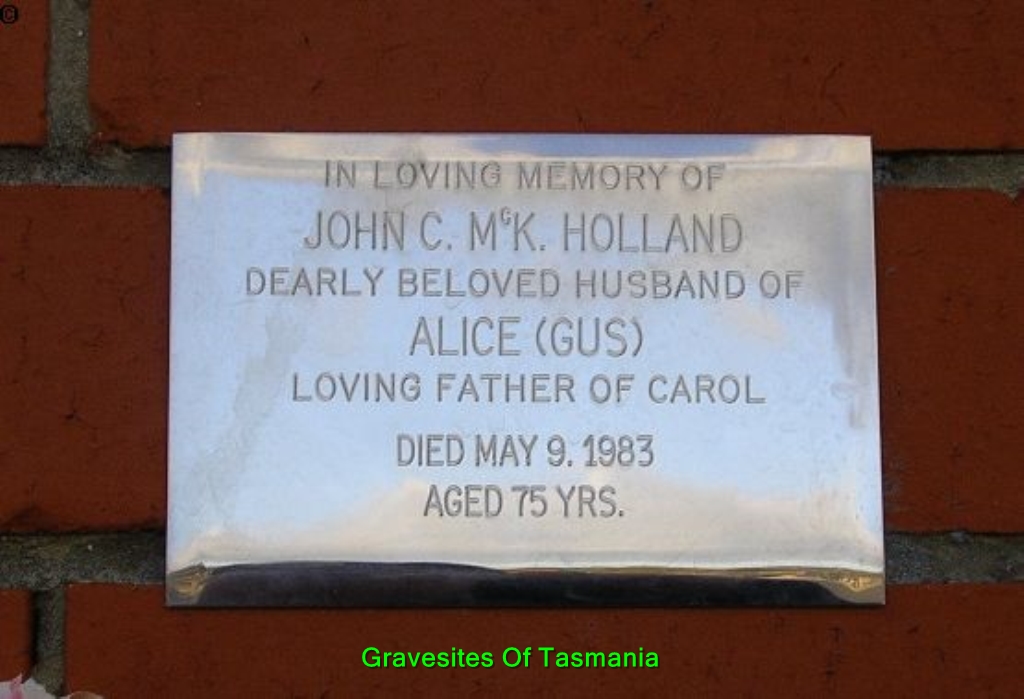 ©
IN LOVING MEMORY OF
JOHN C. McK. HOLLAND
DEARLY BELOVED HUSBAND OF
ALICE (GUS)
LOVING FATHER OF CAROL
DIED MAY 9. 1983
AGED 75 YRS.
Gravesites Of Tasmania